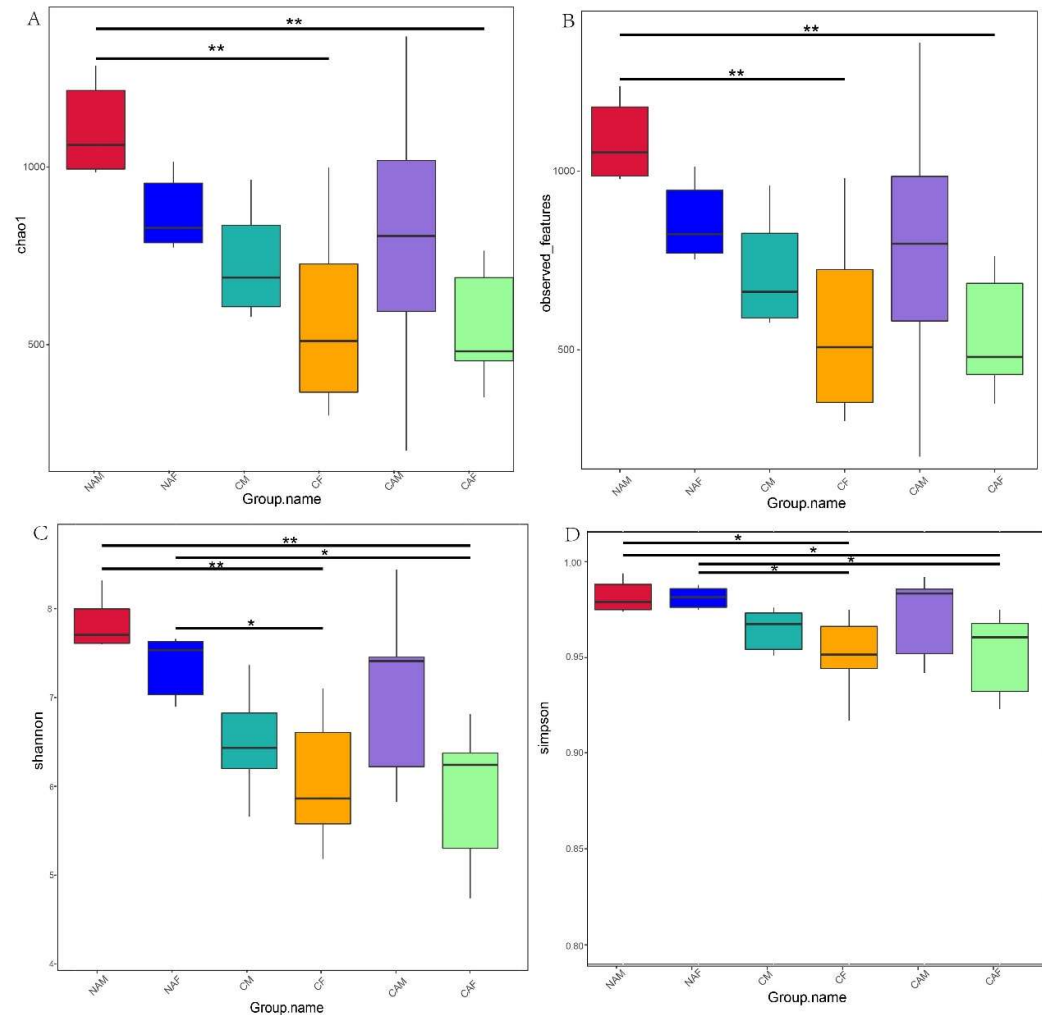 A
**
**
1000
500
chao1
NAM NAF CM CF CAM CAF
Group.name
B
**
**
1000
500
observed_features
NAM NAF CM CF CAM CAF
Group.name
C
**
*
**
*
8
7
6
5
4
shannon
NAM NAF CM CF CAM CAF
Group.name
D
*
*
*
*
1.00
0.95
0.90
0.85
0.80
simpson
NAM NAF CM CF CAM CAF
Group.name